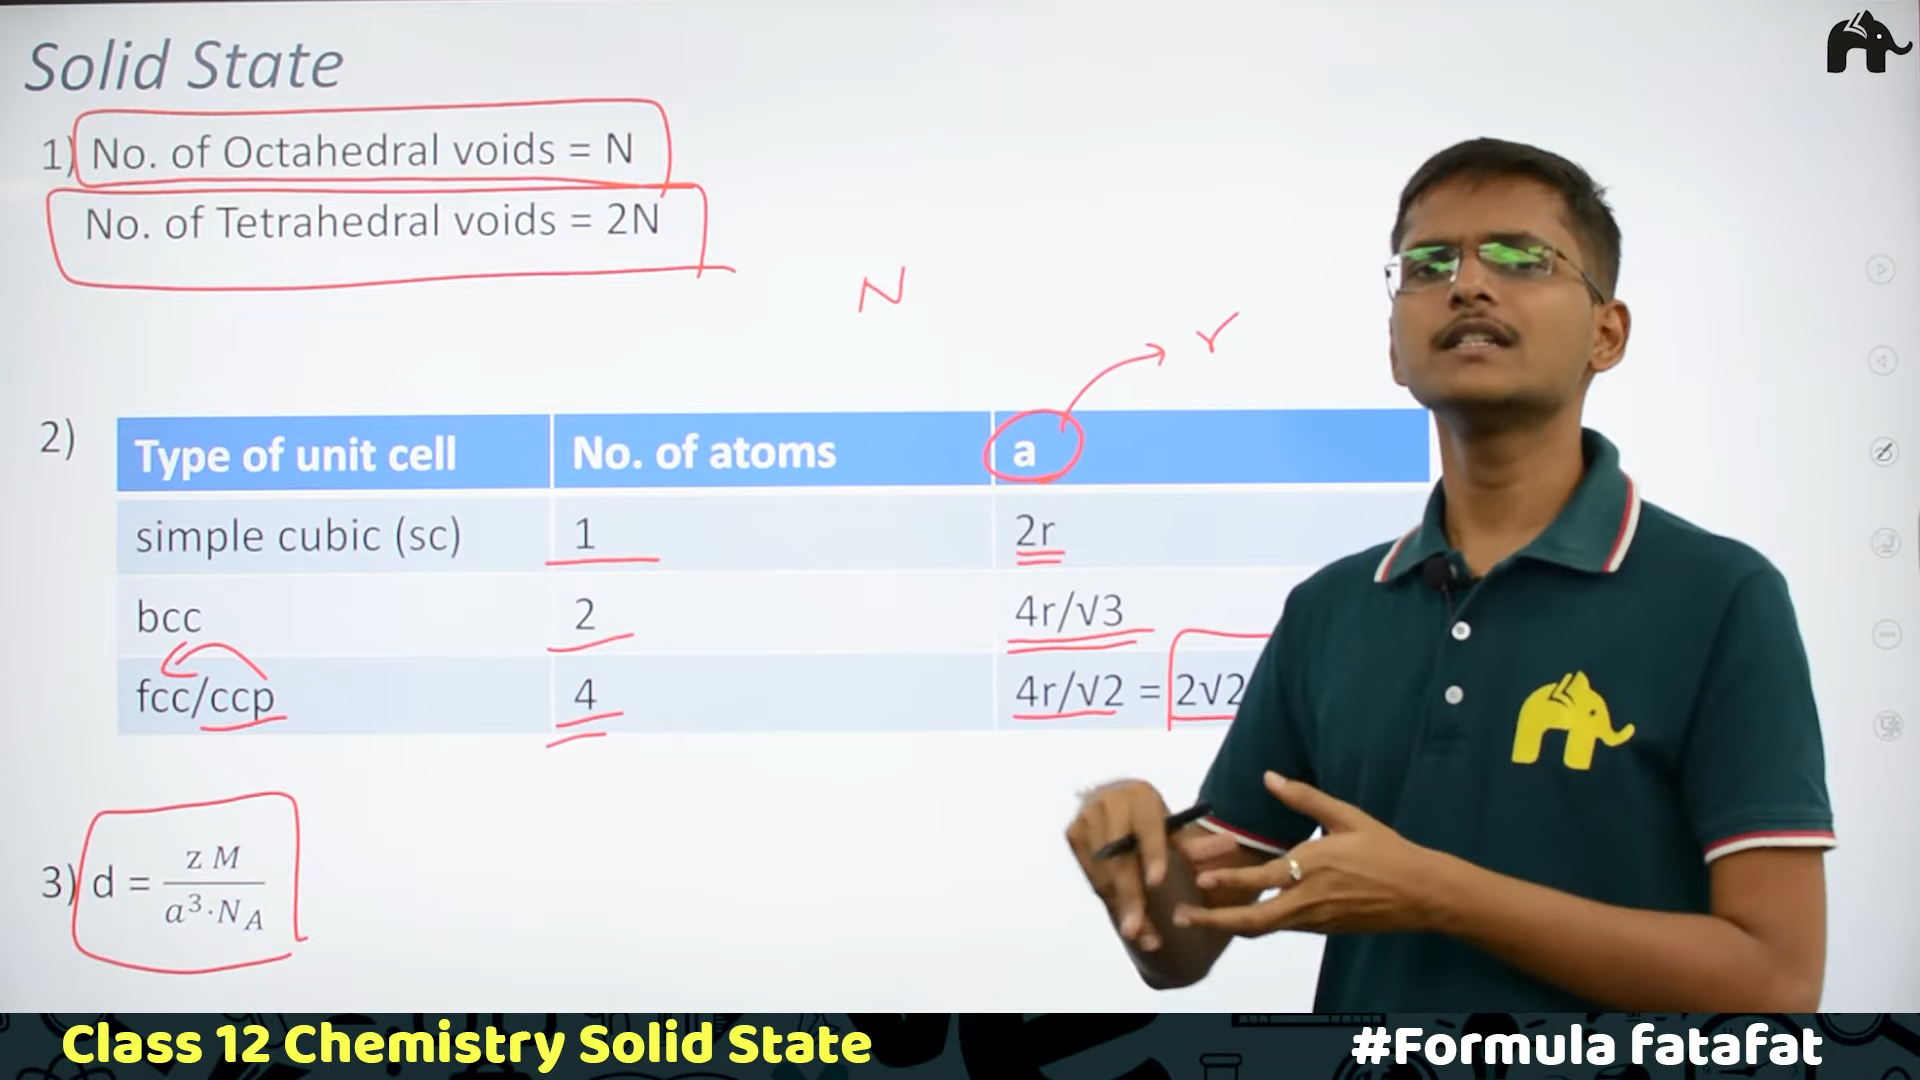 Solid State
1) No. of Octahedral voids = N
No. of Tetrahedral voids = 2N
N
r
2)
Type of unit cell No. of atoms a
simple cubic (sc) 1 2r
bcc 2 4r/√3
fcc/ccp 4 4r/√2 = 2√2
3) d = z M / a³·N_A
Class 12 Chemistry Solid State #Formula fatafat